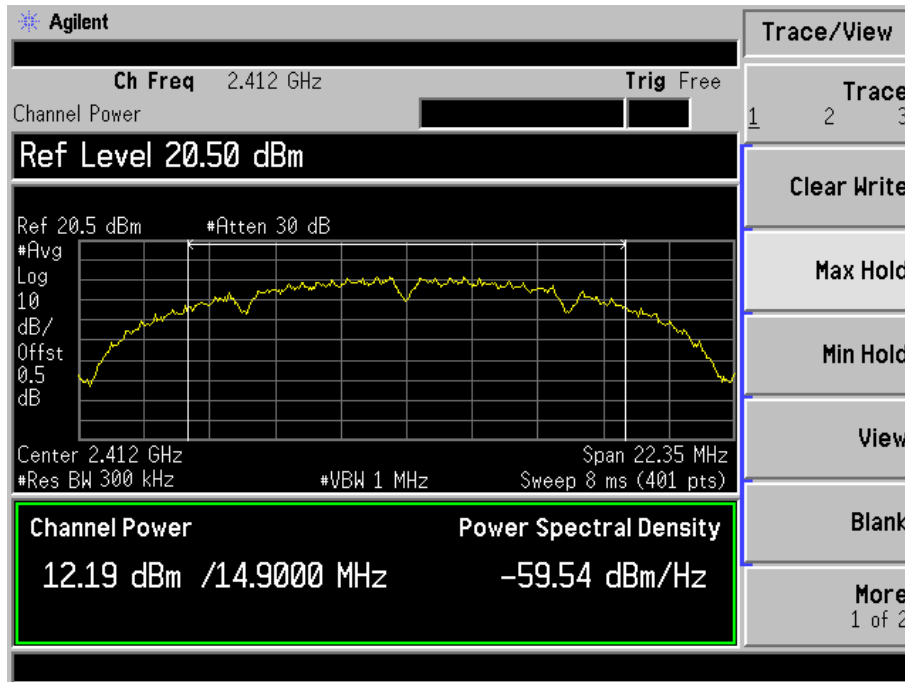 Agilent
Ch Freq 2.412 GHz Trig Free
Channel Power
Ref Level 20.50 dBm
Ref 20.5 dBm #Atten 30 dB
#Avg
Log
10
dB/
Offst
0.5
dB
Center 2.412 GHz Span 22.35 MHz
#Res BW 300 kHz #VBW 1 MHz Sweep 8 ms (401 pts)
Channel Power Power Spectral Density
12.19 dBm /14.9000 MHz -59.54 dBm/Hz
Trace/View
Trace
1 2 3
Clear Write
Max Hold
Min Hold
View
Blank
More
1 of 2